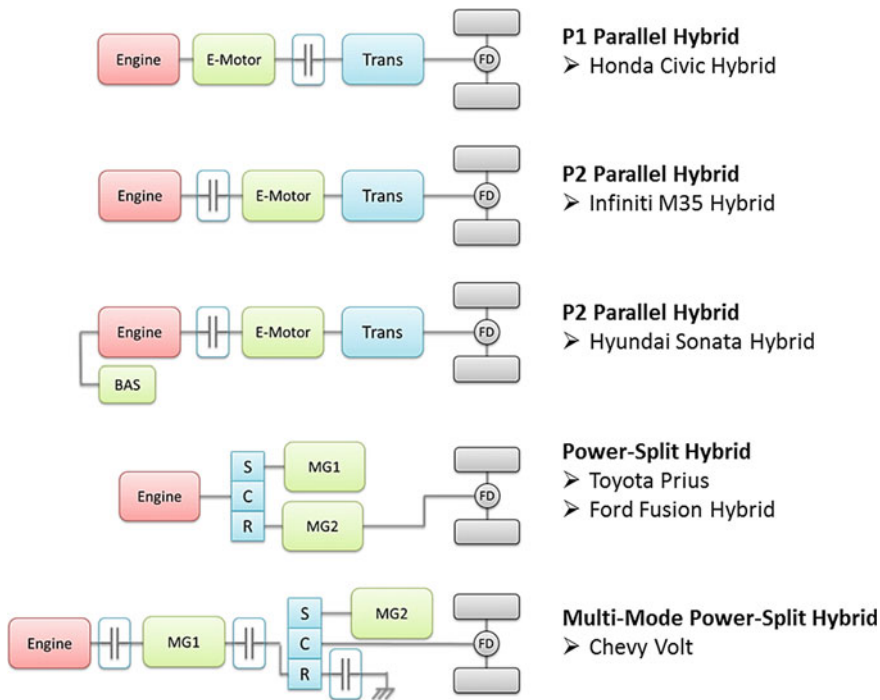 Engine
E-Motor
Trans
FD
P1 Parallel Hybrid
➢ Honda Civic Hybrid
Engine
E-Motor
Trans
FD
P2 Parallel Hybrid
➢ Infiniti M35 Hybrid
Engine
E-Motor
Trans
FD
BAS
P2 Parallel Hybrid
➢ Hyundai Sonata Hybrid
Engine
S
C
R
MG1
MG2
FD
Power-Split Hybrid
➢ Toyota Prius
➢ Ford Fusion Hybrid
Engine
MG1
S
C
R
MG2
FD
Multi-Mode Power-Split Hybrid
➢ Chevy Volt